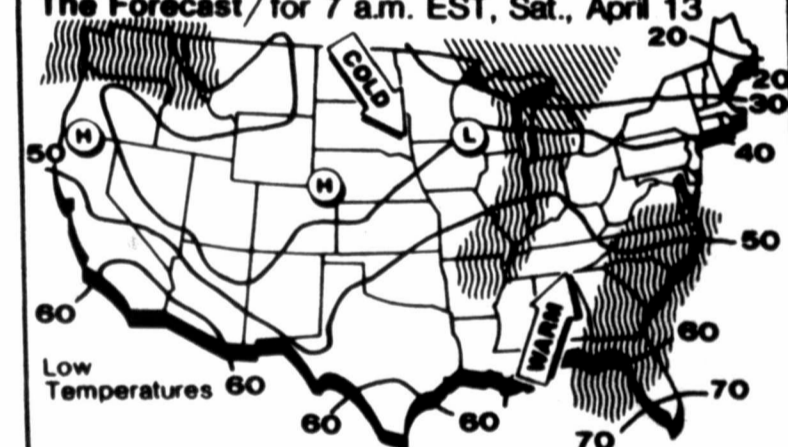 The Forecast/for 7 a.m. EST, Sat., April 13
20
COLD
20
30
H
L
50
40
H
50
60
WARM
60
Low
Temperatures
60
70
60
60
70